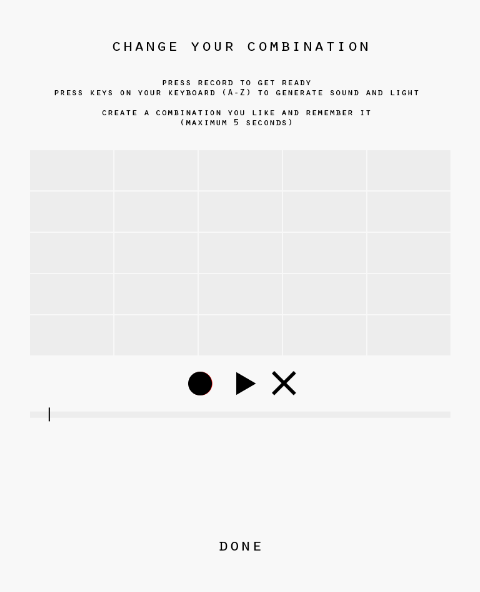 CHANGE YOUR COMBINATION
PRESS RECORD TO GET READY
PRESS KEYS ON YOUR KEYBOARD (A-Z) TO GENERATE SOUND AND LIGHT
CREATE A COMBINATION YOU LIKE AND REMEMBER IT
(MAXIMUM 5 SECONDS)
DONE